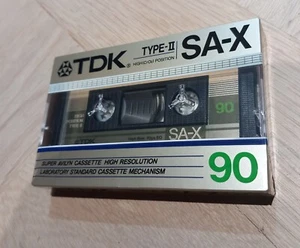 TDK® TYPE-II SA-X
HIGH(CrO₂) POSITION
90
SA-X
SUPER AVILYN CASSETTE HIGH RESOLUTION
LABORATORY STANDARD CASSETTE MECHANISM
90